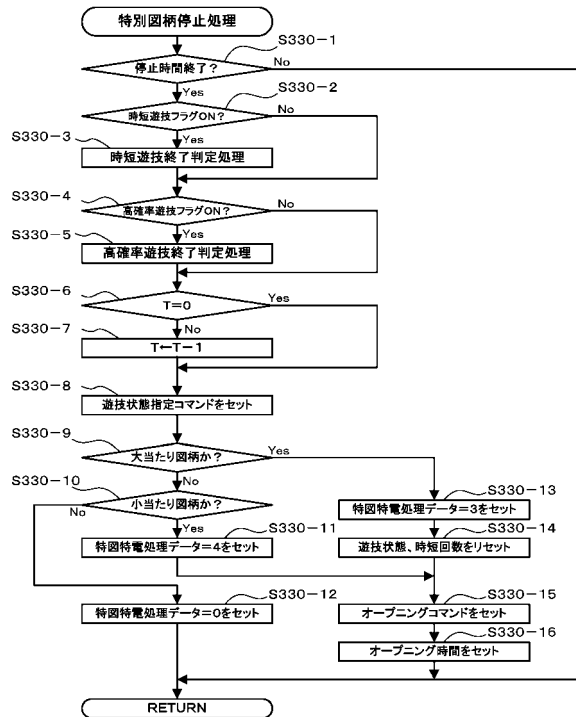 特別図柄停止処理
S330-1
停止時間終了？
No
Yes
S330-2
時短遊技フラグON？
No
Yes
S330-3
時短遊技終了判定処理
S330-4
高確率遊技フラグON？
No
Yes
S330-5
高確率遊技終了判定処理
S330-6
T=0
Yes
No
S330-7
T←T－1
S330-8
遊技状態指定コマンドをセット
S330-9
大当たり図柄か？
Yes
No
S330-10
小当たり図柄か？
No
Yes
S330-13
特図特電処理データ=3をセット
S330-11
特図特電処理データ=4をセット
S330-14
遊技状態、時短回数をリセット
S330-12
特図特電処理データ=0をセット
S330-15
オープニングコマンドをセット
S330-16
オープニング時間をセット
RETURN